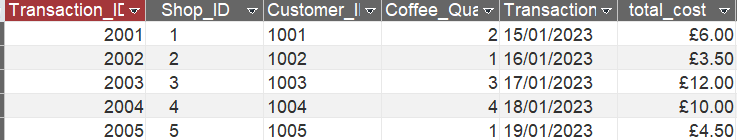 Transaction_ID Shop_ID Customer_I Coffee_Qua Transaction total_cost
2001 1 1001 2 15/01/2023 £6.00
2002 2 1002 1 16/01/2023 £3.50
2003 3 1003 3 17/01/2023 £12.00
2004 4 1004 4 18/01/2023 £10.00
2005 5 1005 1 19/01/2023 £4.50